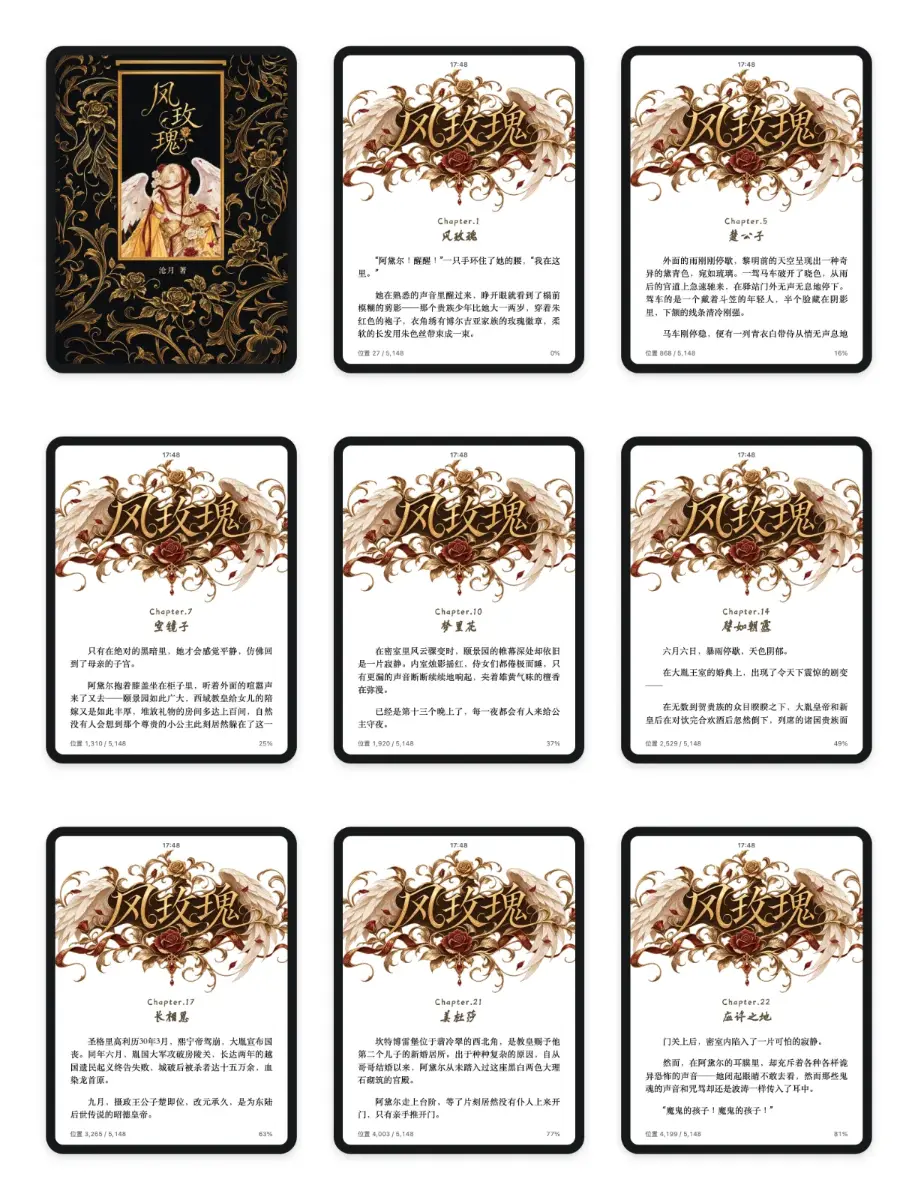 风玫瑰
沧月 著
17:48
风玫瑰
Chapter.1
风玫瑰
“阿黛尔！醒醒！”一只手环住了她的腰，“我在这
里。”
她在熟悉的声音里醒过来，睁开眼就看到了榻前
模糊的剪影——那个贵族少年比她大一两岁，穿着朱
红色的袍子，衣角绣有博尔吉亚家族的玫瑰徽章，柔
软的长发用朱色丝带束成一束。
位置 27 / 5,148
0%
17:48
风玫瑰
Chapter.5
楚公子
外面的雨刚刚停歇，黎明前的天空呈现出一种奇
异的黛青色，宛如琉璃。一驾马车破开了晓色，从雨
后的官道上急速驰来，在驿站门外无声无息地停下。
驾车的是一个戴着斗笠的年轻人，半个脸藏在阴影
里，下颔的线条清冷刚强。
马车刚停稳，便有一列青衣白带侍从悄无声息地
位置 868 / 5,148
16%
17:48
风玫瑰
Chapter.7
空镜子
只有在绝对的黑暗里，她才会感觉平静，仿佛回
到了母亲的子宫。
阿黛尔抱着膝盖坐在柜子里，听着外面的喧嚣声
来了又去——颐景园如此广大，西域教皇给女儿的陪
嫁又是如此丰厚，堆放礼物的房间多达上百间，自然
没有人会想到那个尊贵的小公主此刻居然躲在了这一
位置 1,310 / 5,148
25%
17:48
风玫瑰
Chapter.10
梦里花
在密室里风云骤变时，颐景园的帷幕深处却依旧
是一片寂静。内室烛影摇红，侍女们都倦极而睡，只
有更漏的声音断断续续地响起，夹着雄黄气味的檀香
在弥漫。
已经是第十三个晚上了，每一夜都会有人来给公
主守夜。
位置 1,920 / 5,148
37%
17:48
风玫瑰
Chapter.14
譬如朝露
六月六日，暴雨停歇，天色阴郁。
在大胤王室的婚典上，出现了令天下震惊的剧变
——
在无数到贺贵族的众目睽睽之下，大胤皇帝和新
皇后在对饮完合欢酒后忽然倒下，列席的诸国贵族面
位置 2,529 / 5,148
49%
17:48
风玫瑰
Chapter.17
长相思
圣格里高利历30年3月，熙宁帝驾崩，大胤宣布国
丧。同年六月，胤国大军攻破房陵关，长达两年的越
国遗民起义终告失败，城破后被杀者达十五万余，血
染龙首原。
九月，摄政王公子楚即位，改元承久，是为东陆
后世传说的昭德皇帝。
位置 3,265 / 5,148
63%
17:48
风玫瑰
Chapter.21
美杜莎
坎特博雷堡位于翡冷翠的西北角，是教皇赐予他
第二个儿子的新婚居所。出于种种复杂的原因，自从
哥哥结婚以来，阿黛尔从未踏入过这座黑白两色大理
石砌筑的宫殿。
阿黛尔走上台阶，等了片刻居然没有仆人上来开
门，只有亲手推开门。
位置 4,003 / 5,148
77%
17:48
风玫瑰
Chapter.22
应许之地
门关上后，密室内陷入了一片可怕的寂静。
然而，在阿黛尔的耳膜里，却充斥着各种各样诡
异恐怖的声音——她闭起眼睛不敢去看，然而那些鬼
魂的声音和咒骂却还是波涛一样传入了耳中。
“魔鬼的孩子！魔鬼的孩子！”
位置 4,199 / 5,148
81%